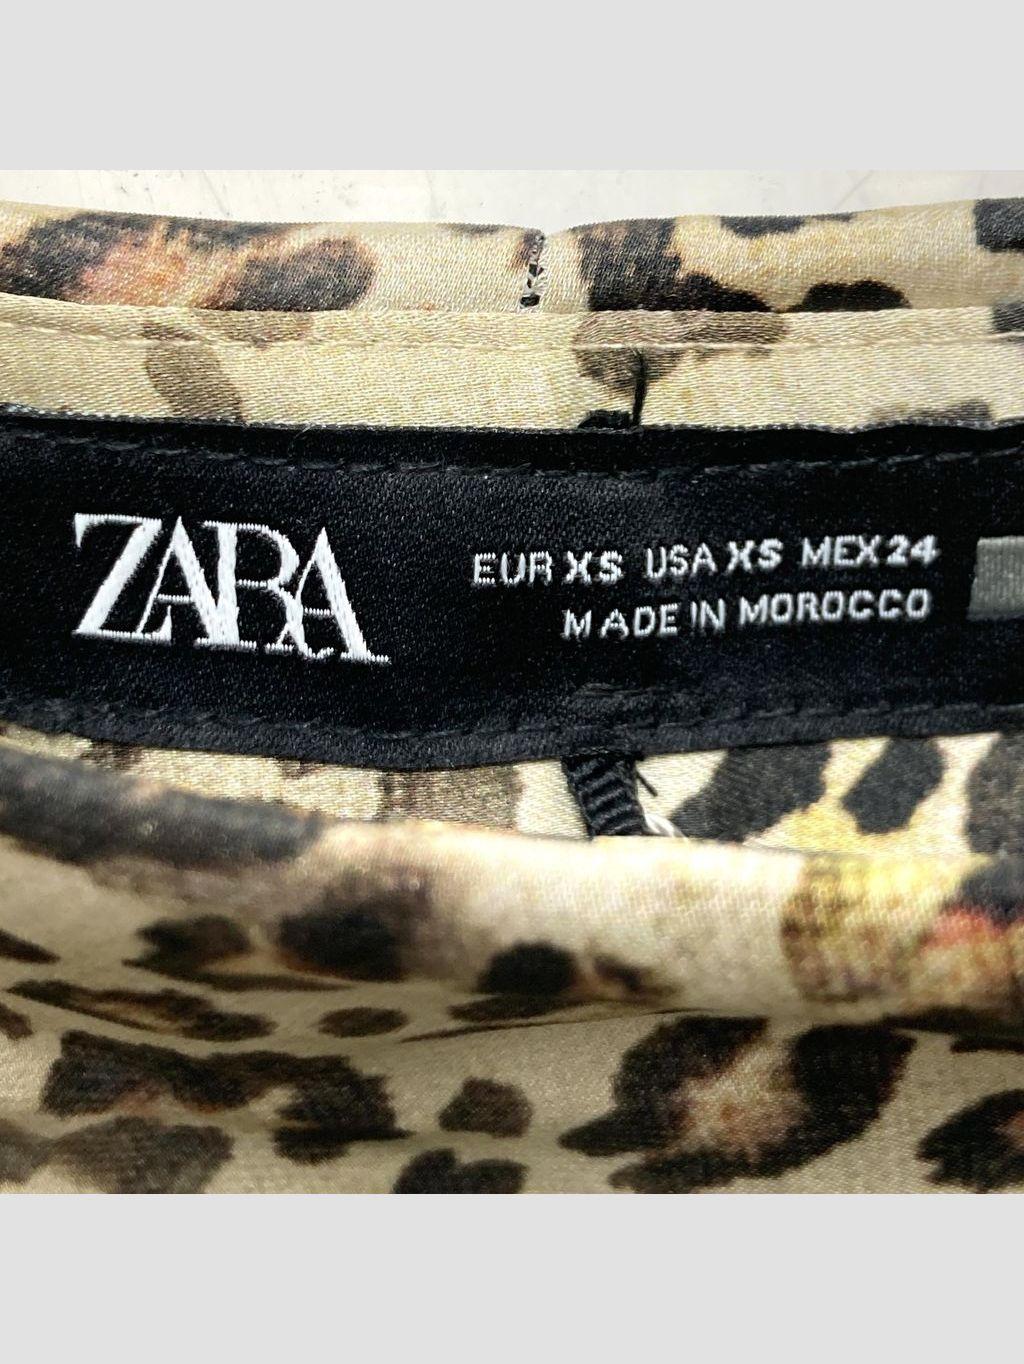 ZARA
EUR XS USA XS MEX 24
MADE IN MOROCCO